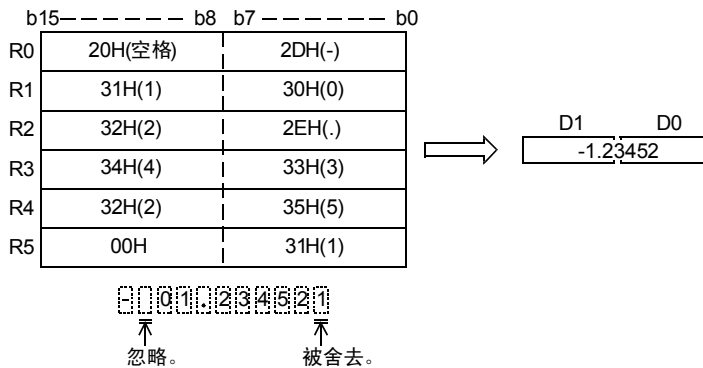 b15 b8 b7 b0
R0 20H(空格) 2DH(-)
R1 31H(1) 30H(0)
R2 32H(2) 2EH(.)
R3 34H(4) 33H(3)
R4 32H(2) 35H(5)
R5 00H 31H(1)
D1 D0
-1.23452
- 01.234521
忽略。 被舍去。